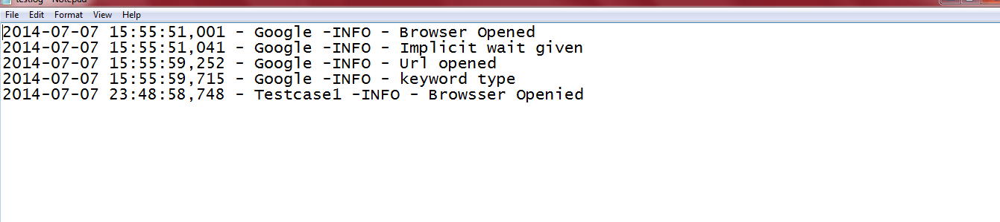 testlog - Notepad
File Edit Format View Help
2014-07-07 15:55:51,001 - Google -INFO - Browser Opened
2014-07-07 15:55:51,041 - Google -INFO - Implicit wait given
2014-07-07 15:55:59,252 - Google -INFO - Url opened
2014-07-07 15:55:59,715 - Google -INFO - keyword type
2014-07-07 23:48:58,748 - Testcase1 -INFO - Browsser Openied